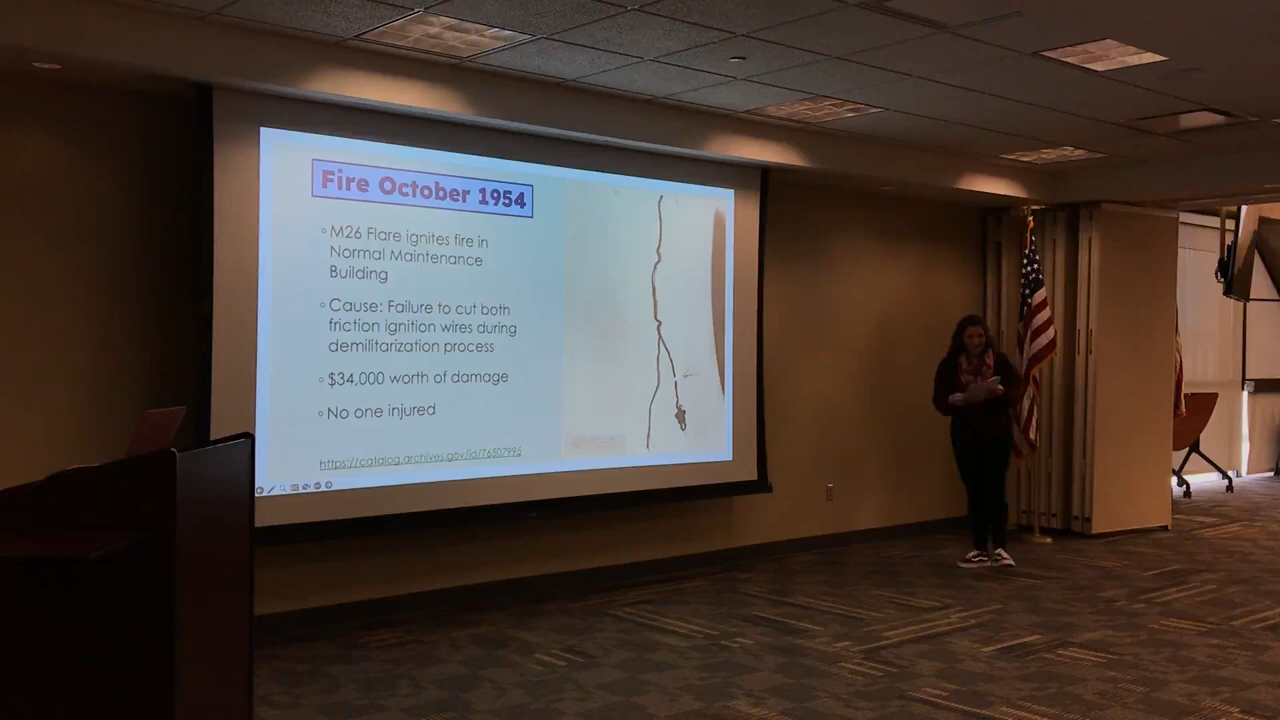 Fire October 1954
M26 Flare ignites fire in
Normal Maintenance
Building
Cause: Failure to cut both
friction ignition wires during
demilitarization process
$34,000 worth of damage
No one injured
https://catalog.archives.gov/id/76507995